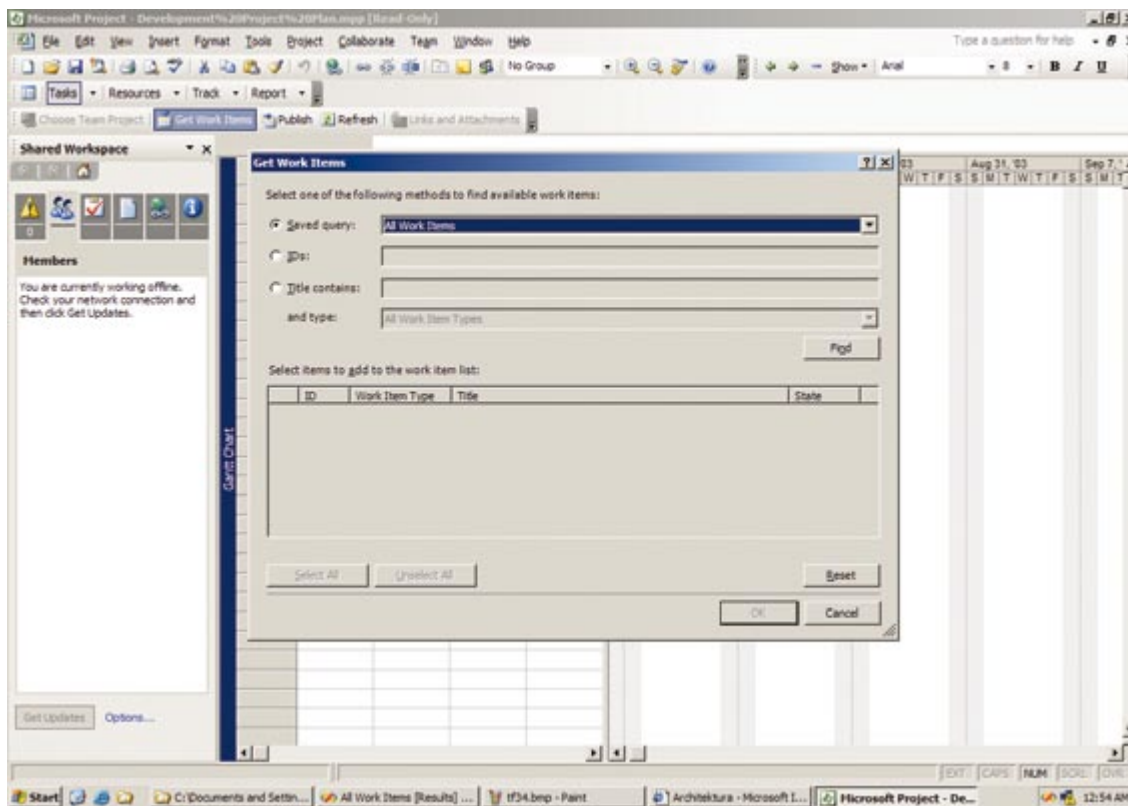 Microsoft Project - Development%20Project%20Plan.mpp [Read-Only]
File Edit View Insert Format Tools Project Collaborate Team Window Help
Type a question for help
No Group
Show
Arial
8
B I U
Tasks Resources Track Report
Choose Team Project Get Work Items Publish Refresh Links and Attachments
Shared Workspace
0
Members
You are currently working offline.
Check your network connection and
then click Get Updates.
Get Updates Options...
Gantt Chart
03 Aug 31, '03 Sep 7, '
W T F S S M T W T F S S M T
Get Work Items
Select one of the following methods to find available work items:
Saved query: All Work Items
IDs:
Title contains:
and type: All Work Item Types
Find
Select items to add to the work item list:
ID Work Item Type Title State
Select All Unselect All Reset
OK Cancel
EXT CAPS NUM SCRL OVR
Start C:\Documents and Settin... All Work Items [Results] ... tf34.bmp - Paint Architektura - Microsoft I... Microsoft Project - De... 12:54 AM